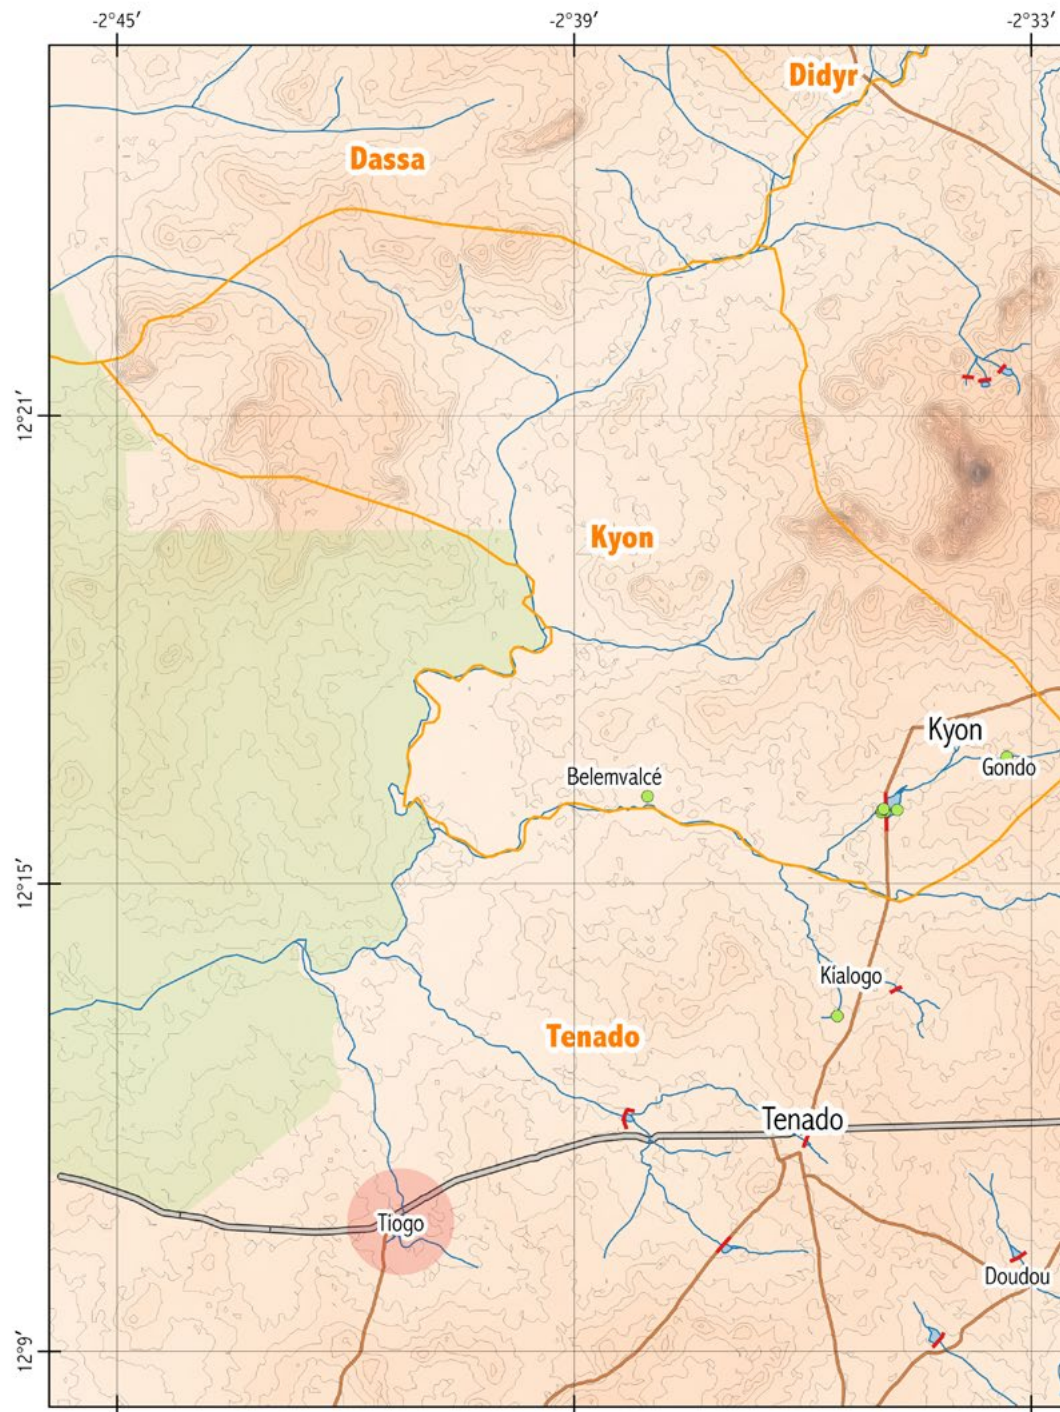 -2°45′
-2°39′
-2°33′
Didyr
Dassa
12°21′
Kyon
Kyon
Gondo
Belemvalcé
12°15′
Kíalogo
Tenado
Tenado
Tiogo
Doudou
12°9′